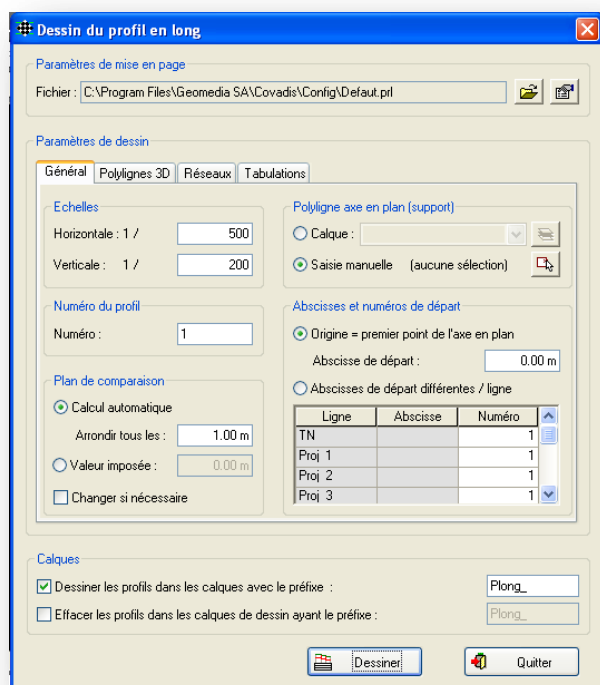 Dessin du profil en long
Paramètres de mise en page
Fichier : C:\Program Files\Geomedia SA\Covadis\Config\Defaut.prl
Paramètres de dessin
Général Polylignes 3D Réseaux Tabulations
Echelles
Horizontale : 1 / 500
Verticale : 1 / 200
Polyligne axe en plan (support)
Calque :
Saisie manuelle (aucune sélection)
Numéro du profil
Numéro : 1
Abscisses et numéros de départ
Origine = premier point de l'axe en plan
Abscisse de départ : 0.00 m
Abscisses de départ différentes / ligne
Ligne Abscisse Numéro
TN 1
Proj 1 1
Proj 2 1
Proj 3 1
Plan de comparaison
Calcul automatique
Arrondir tous les : 1.00 m
Valeur imposée : 0.00 m
Changer si nécessaire
Calques
Dessiner les profils dans les calques avec le préfixe : Plong_
Effacer les profils dans les calques de dessin ayant le préfixe : Plong_
Dessiner Quitter